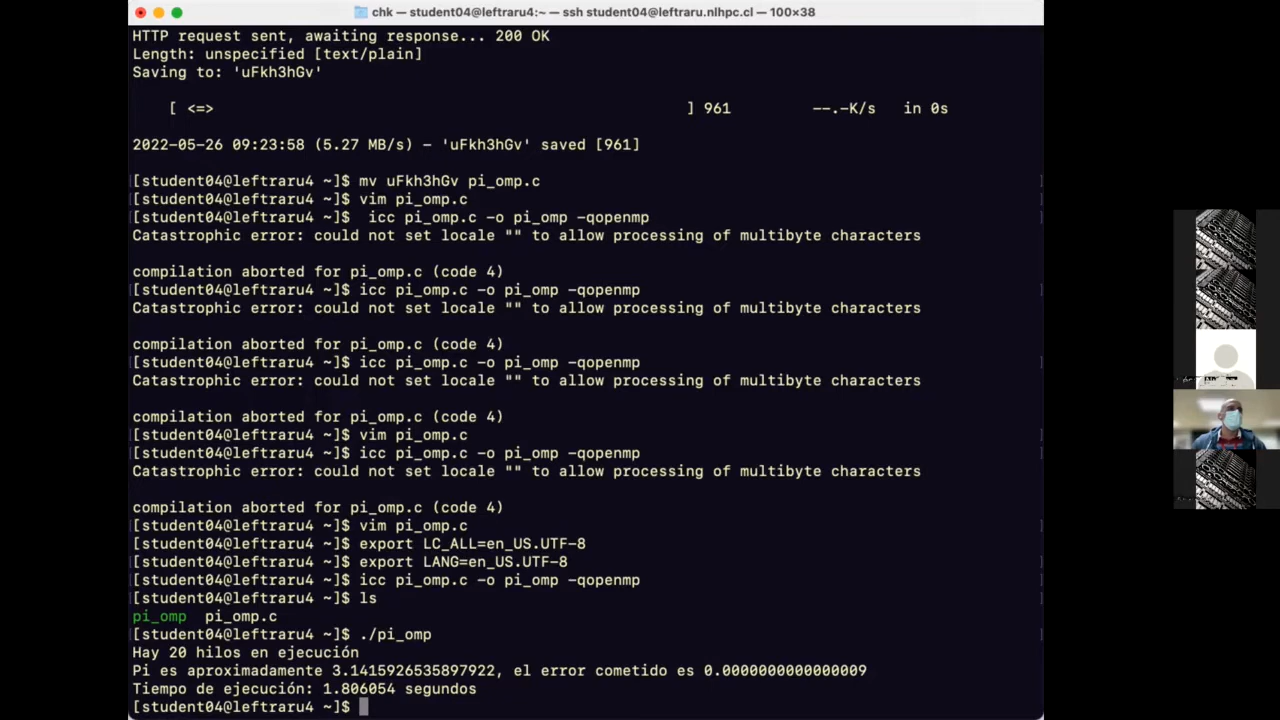 chk — student04@leftraru4:~ — ssh student04@leftraru.nlhpc.cl — 100×38
HTTP request sent, awaiting response... 200 OK
Length: unspecified [text/plain]
Saving to: 'uFkh3hGv'
[ <=> ] 961 --.-K/s in 0s
2022-05-26 09:23:58 (5.27 MB/s) - 'uFkh3hGv' saved [961]
[student04@leftraru4 ~]$ mv uFkh3hGv pi_omp.c
[student04@leftraru4 ~]$ vim pi_omp.c
[student04@leftraru4 ~]$  icc pi_omp.c -o pi_omp -qopenmp
Catastrophic error: could not set locale "" to allow processing of multibyte characters
compilation aborted for pi_omp.c (code 4)
[student04@leftraru4 ~]$ icc pi_omp.c -o pi_omp -qopenmp
Catastrophic error: could not set locale "" to allow processing of multibyte characters
compilation aborted for pi_omp.c (code 4)
[student04@leftraru4 ~]$ icc pi_omp.c -o pi_omp -qopenmp
Catastrophic error: could not set locale "" to allow processing of multibyte characters
compilation aborted for pi_omp.c (code 4)
[student04@leftraru4 ~]$ vim pi_omp.c
[student04@leftraru4 ~]$ icc pi_omp.c -o pi_omp -qopenmp
Catastrophic error: could not set locale "" to allow processing of multibyte characters
compilation aborted for pi_omp.c (code 4)
[student04@leftraru4 ~]$ vim pi_omp.c
[student04@leftraru4 ~]$ export LC_ALL=en_US.UTF-8
[student04@leftraru4 ~]$ export LANG=en_US.UTF-8
[student04@leftraru4 ~]$ icc pi_omp.c -o pi_omp -qopenmp
[student04@leftraru4 ~]$ ls
pi_omp  pi_omp.c
[student04@leftraru4 ~]$ ./pi_omp
Hay 20 hilos en ejecución
Pi es aproximadamente 3.1415926535897922, el error cometido es 0.0000000000000009
Tiempo de ejecución: 1.806054 segundos
[student04@leftraru4 ~]$